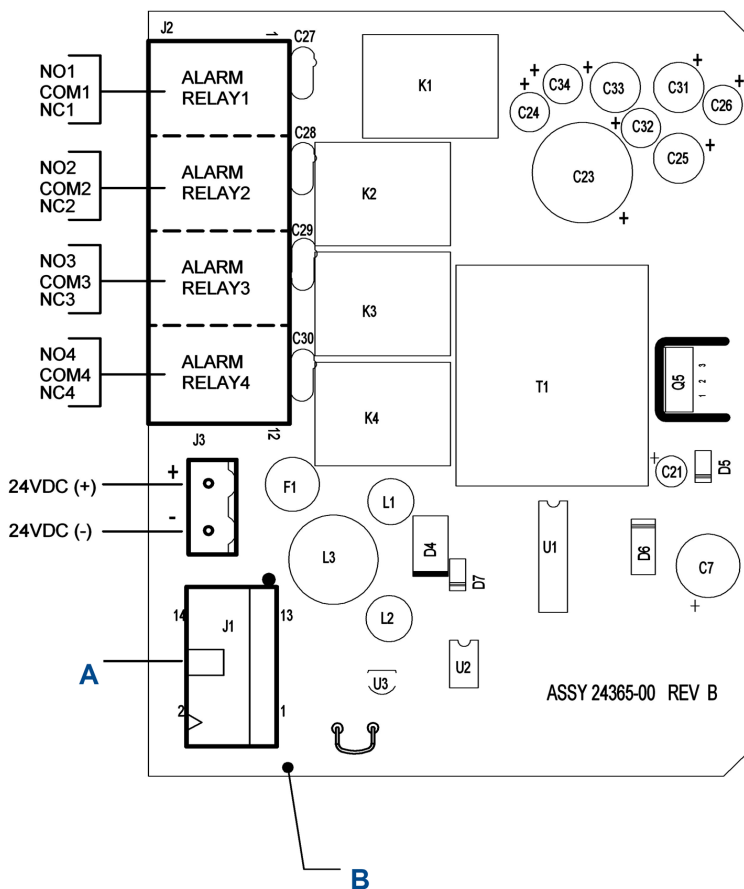 J2
1
C27
NO1
COM1
NC1
ALARM
RELAY1
K1
C34
C33
C31
C24
C26
C32
C25
C23
C28
NO2
COM2
NC2
ALARM
RELAY2
K2
C29
NO3
COM3
NC3
ALARM
RELAY3
K3
C30
NO4
COM4
NC4
ALARM
RELAY4
K4
T1
Q5
1 2 3
12
J3
+
24VDC (+)
-
24VDC (-)
F1
L1
C21
D5
L3
D4
D7
U1
D6
C7
14
J1
13
L2
A
U3
U2
2
1
ASSY 24365-00 REV B
B